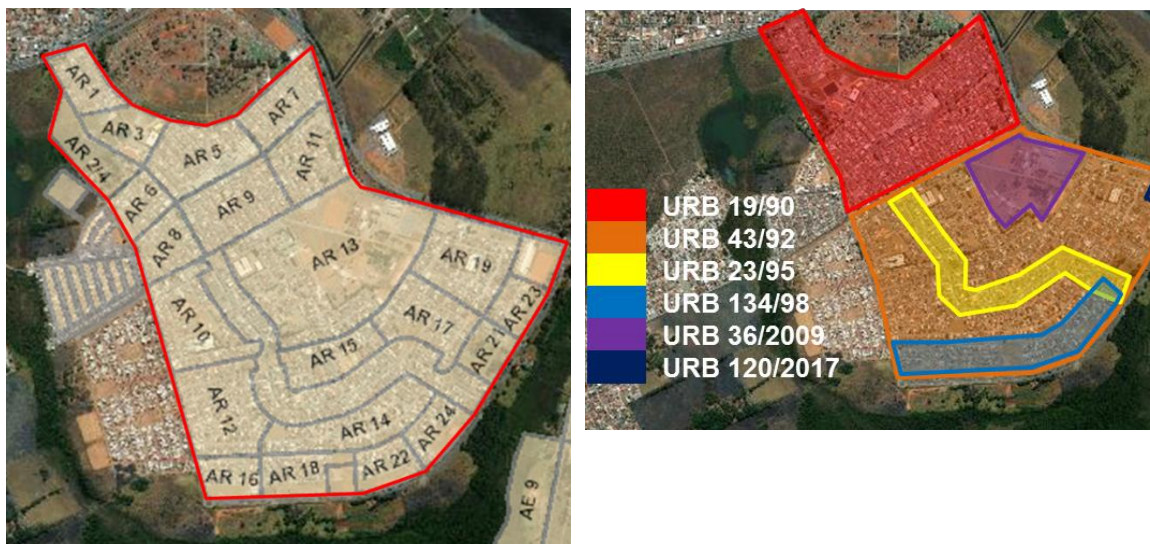 AR 1
AR 7
AR 3
AR 5
AR 11
AR 2/4
AR 6
AR 9
AR 8
AR 13
AR 19
AR 23
AR 10
AR 17
AR 15
AR 21
AR 12
AR 14
AR 24
AR 16
AR 18
AR 22
AE 9
URB 19/90
URB 43/92
URB 23/95
URB 134/98
URB 36/2009
URB 120/2017